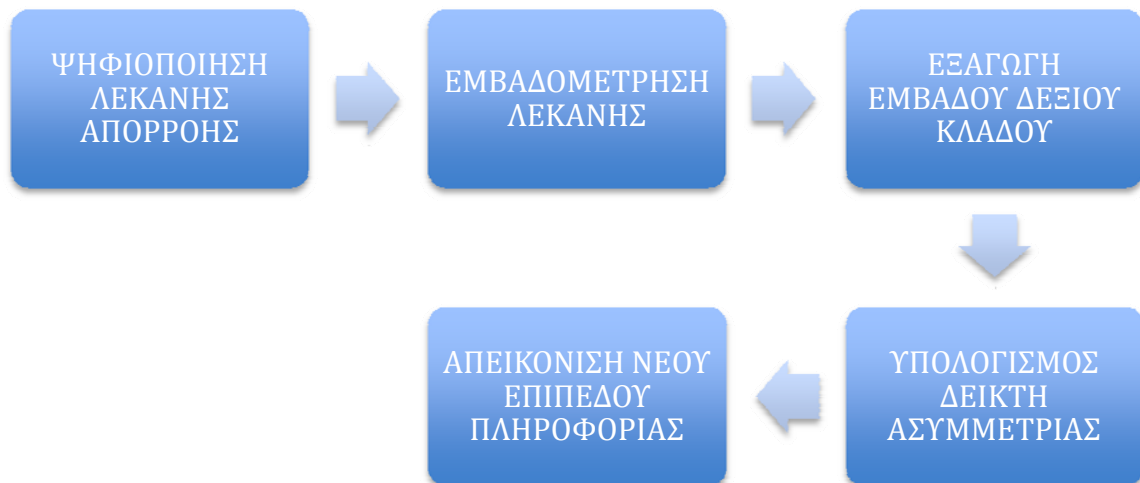 ΨΗΦΙΟΠΟΙΗΣΗ
ΛΕΚΑΝΗΣ
ΑΠΟΡΡΟΗΣ
ΕΜΒΑΔΟΜΕΤΡΗΣΗ
ΛΕΚΑΝΗΣ
ΕΞΑΓΩΓΗ
ΕΜΒΑΔΟΥ ΔΕΞΙΟΥ
ΚΛΑΔΟΥ
ΥΠΟΛΟΓΙΣΜΟΣ
ΔΕΙΚΤΗ
ΑΣΥΜΜΕΤΡΙΑΣ
ΑΠΕΙΚΟΝΙΣΗ ΝΕΟΥ
ΕΠΙΠΕΔΟΥ
ΠΛΗΡΟΦΟΡΙΑΣ